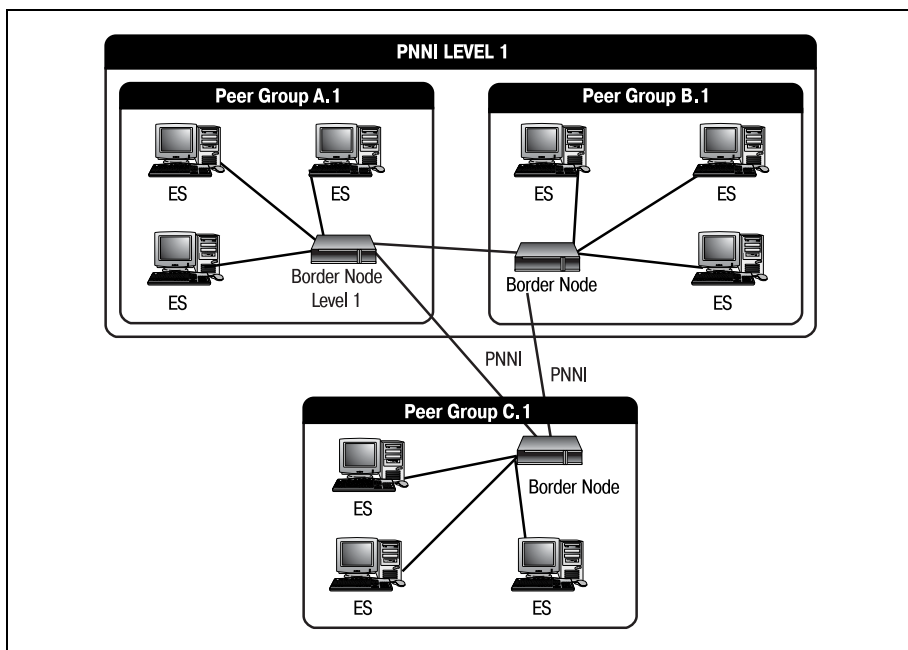 PNNI LEVEL 1
Peer Group A.1
Peer Group B.1
ES
ES
ES
ES
ES
Border Node
Level 1
Border Node
ES
PNNI
PNNI
Peer Group C.1
ES
Border Node
ES
ES